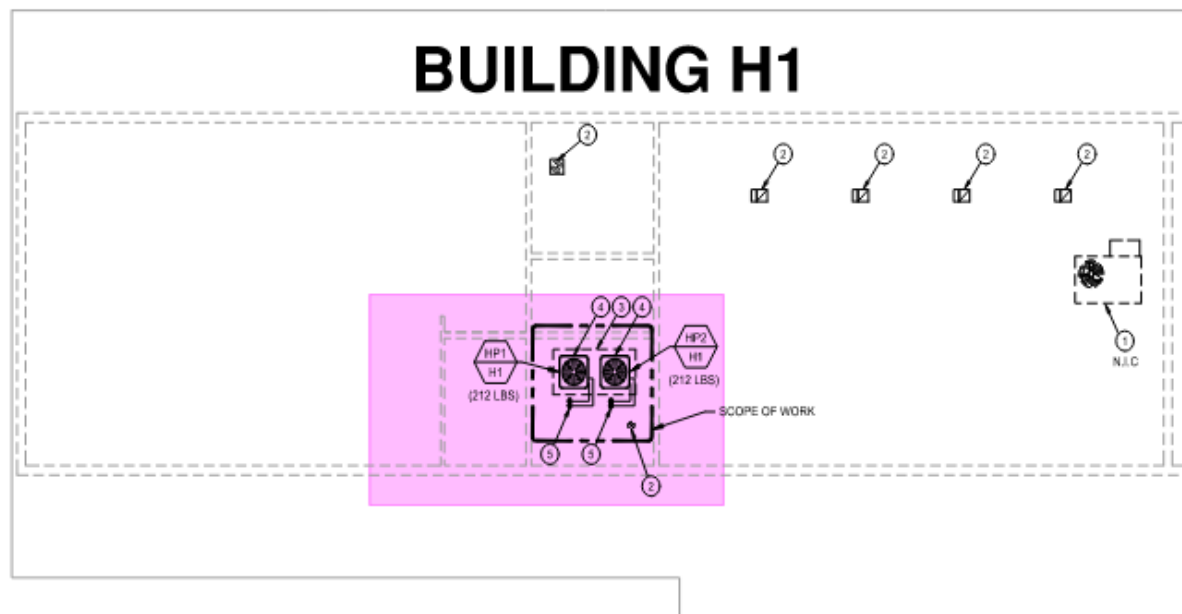 BUILDING H1
2
2
2
2
2
4
3
4
HP1
H1
(212 LBS)
HP2
H1
(212 LBS)
1
N.I.C
SCOPE OF WORK
5
5
2